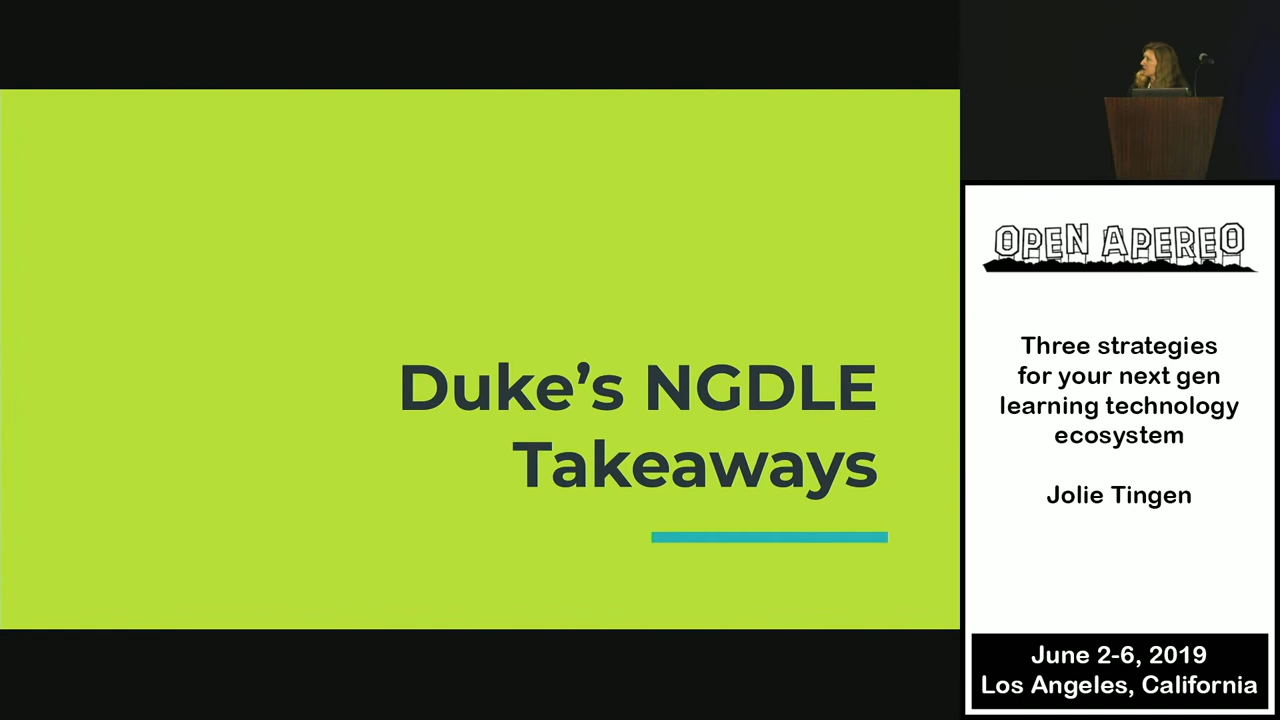 Duke’s NGDLE
Takeaways
OPEN APEREO
Three strategies
for your next gen
learning technology
ecosystem
Jolie Tingen
June 2-6, 2019
Los Angeles, California